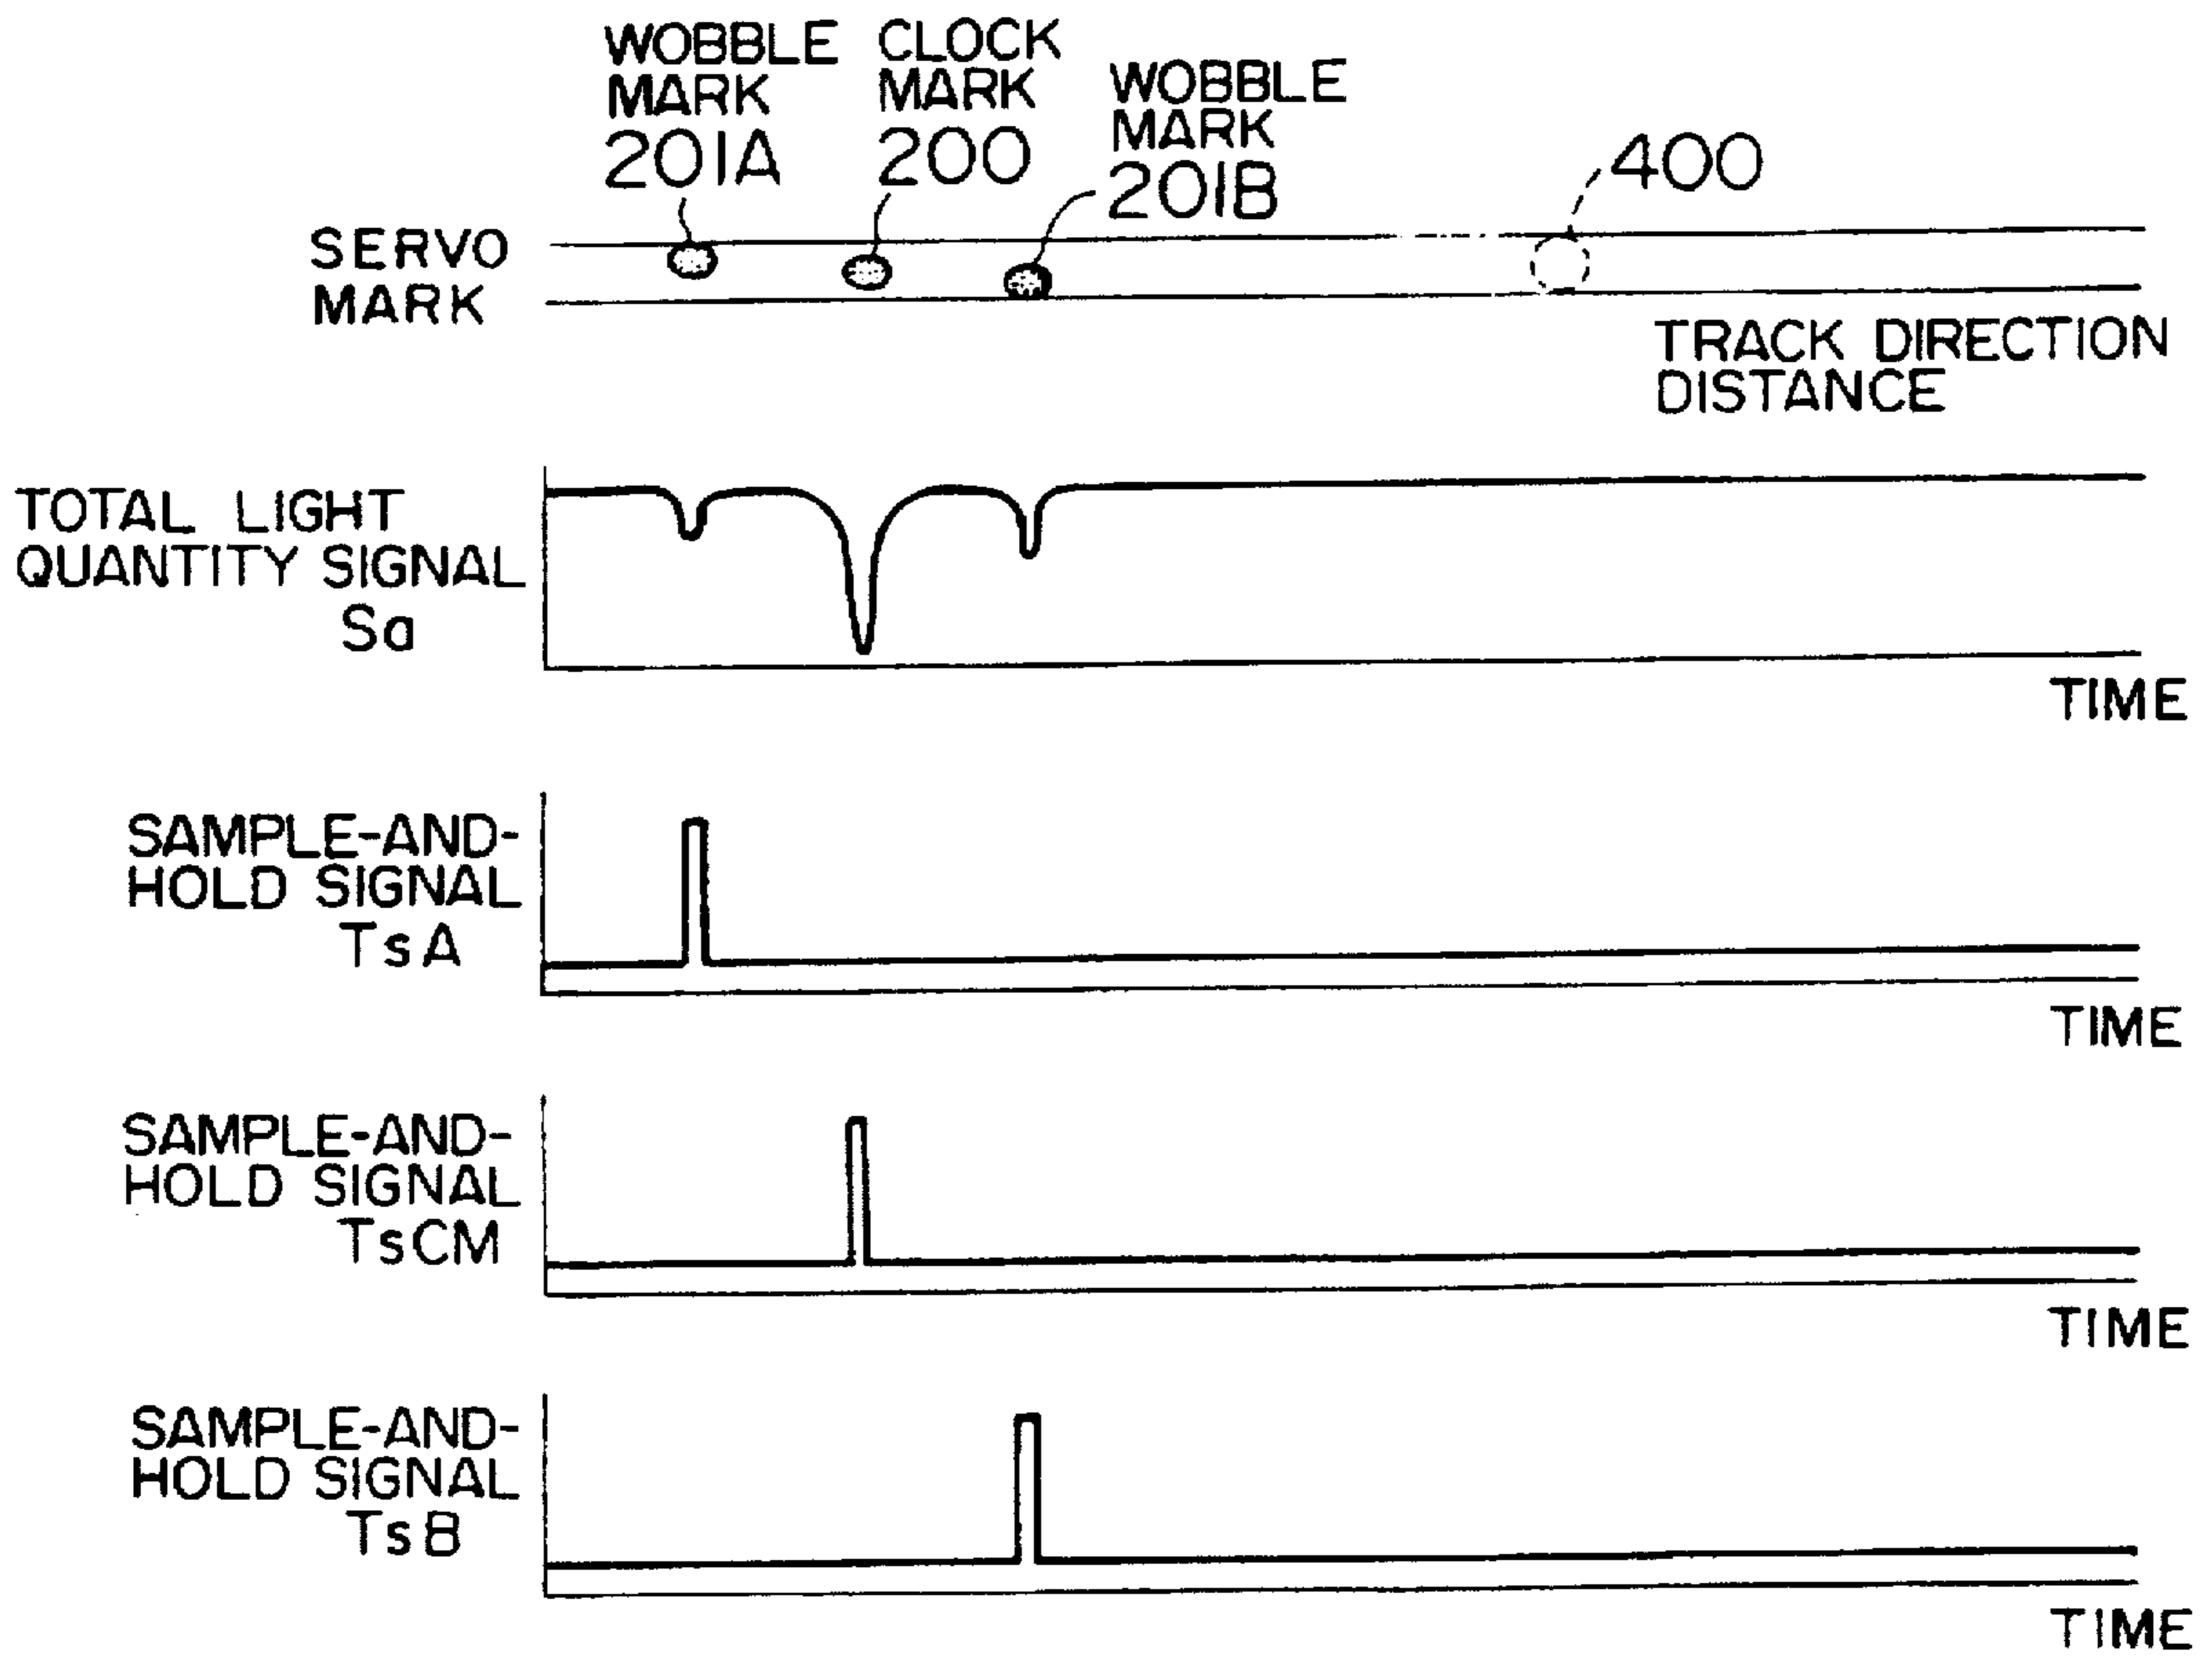 WOBBLE
MARK
201A
CLOCK
MARK
200
WOBBLE
MARK
201B
400
SERVO
MARK
TRACK DIRECTION
DISTANCE
TOTAL LIGHT
QUANTITY SIGNAL
Sa
TIME
SAMPLE-AND-
HOLD SIGNAL
TsA
TIME
SAMPLE-AND-
HOLD SIGNAL
TsCM
TIME
SAMPLE-AND-
HOLD SIGNAL
TsB
TIME